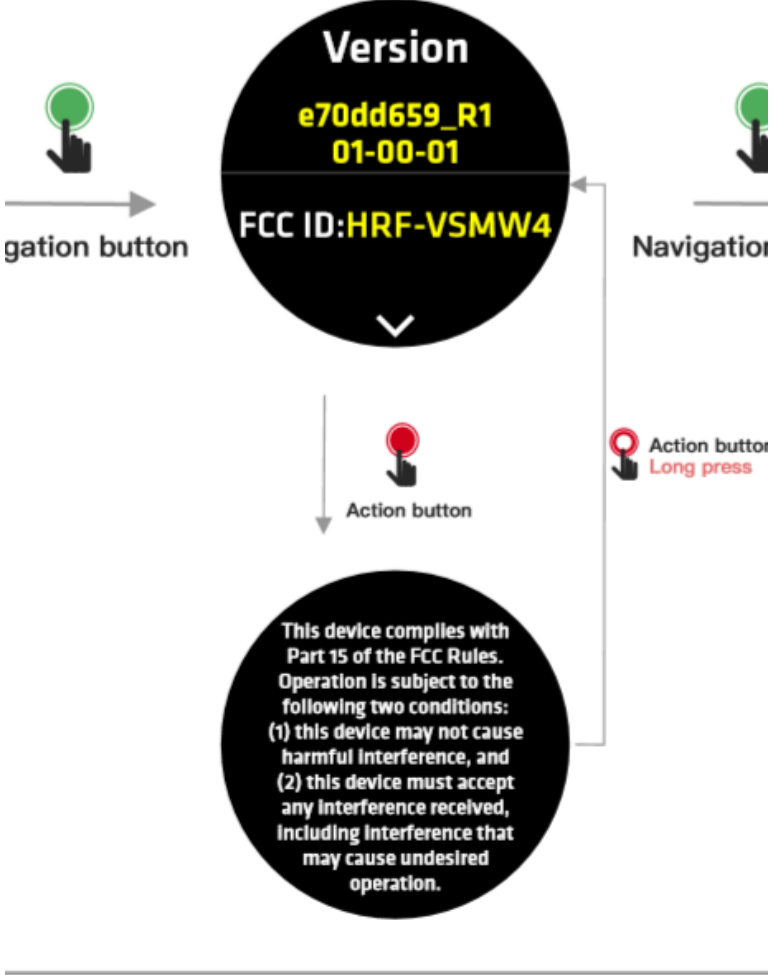 Version
e70dd659_R1
01-00-01
FCC ID:HRF-VSMW4
gation button
Navigation
Action button
Long press
Action button
This device complies with
Part 15 of the FCC Rules.
Operation is subject to the
following two conditions:
(1) this device may not cause
harmful interference, and
(2) this device must accept
any interference received,
including interference that
may cause undesired
operation.